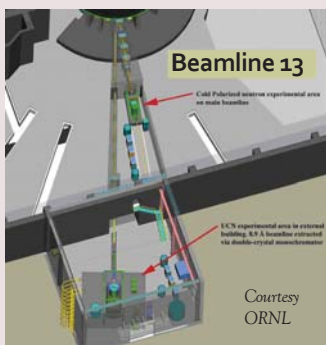 Beamline 13
Cold Polarized neutron experimental area
on main beamline
UCN experimental area in external
building. 8.9 Å beamline extracted
via double-crystal monochromator
Courtesy
ORNL